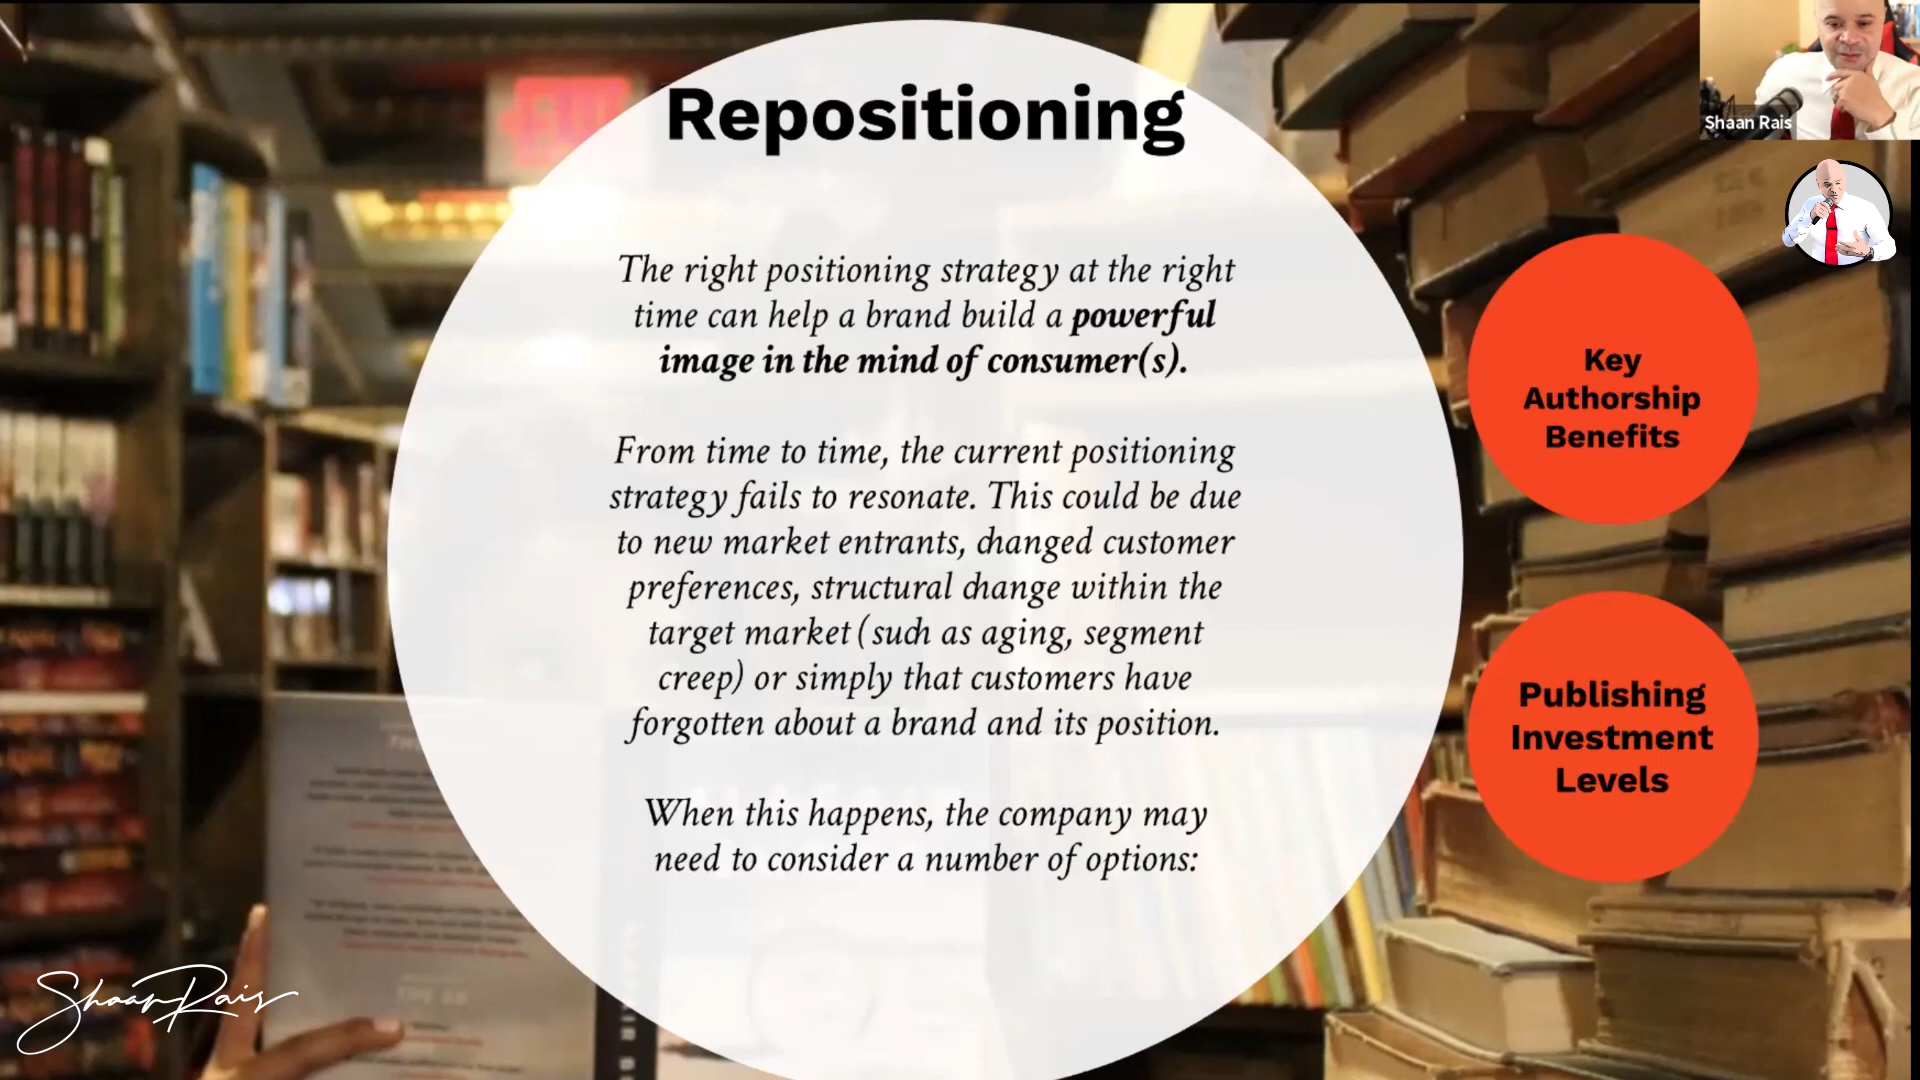 Repositioning
The right positioning strategy at the right
time can help a brand build a powerful
image in the mind of consumer(s).
From time to time, the current positioning
strategy fails to resonate. This could be due
to new market entrants, changed customer
preferences, structural change within the
target market (such as aging, segment
creep) or simply that customers have
forgotten about a brand and its position.
When this happens, the company may
need to consider a number of options:
Shaan Rais
Key
Authorship
Benefits
Publishing
Investment
Levels
Shaan Rais